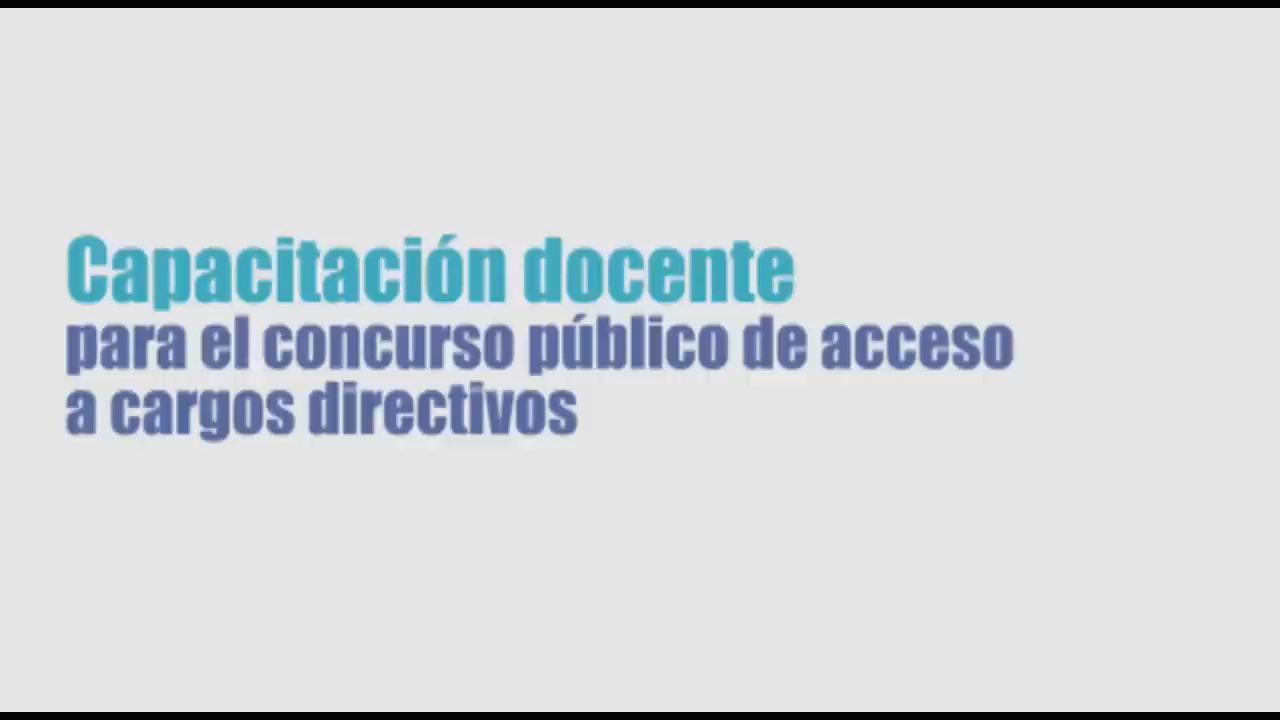 Capacitación docente
para el concurso público de acceso
a cargos directivos